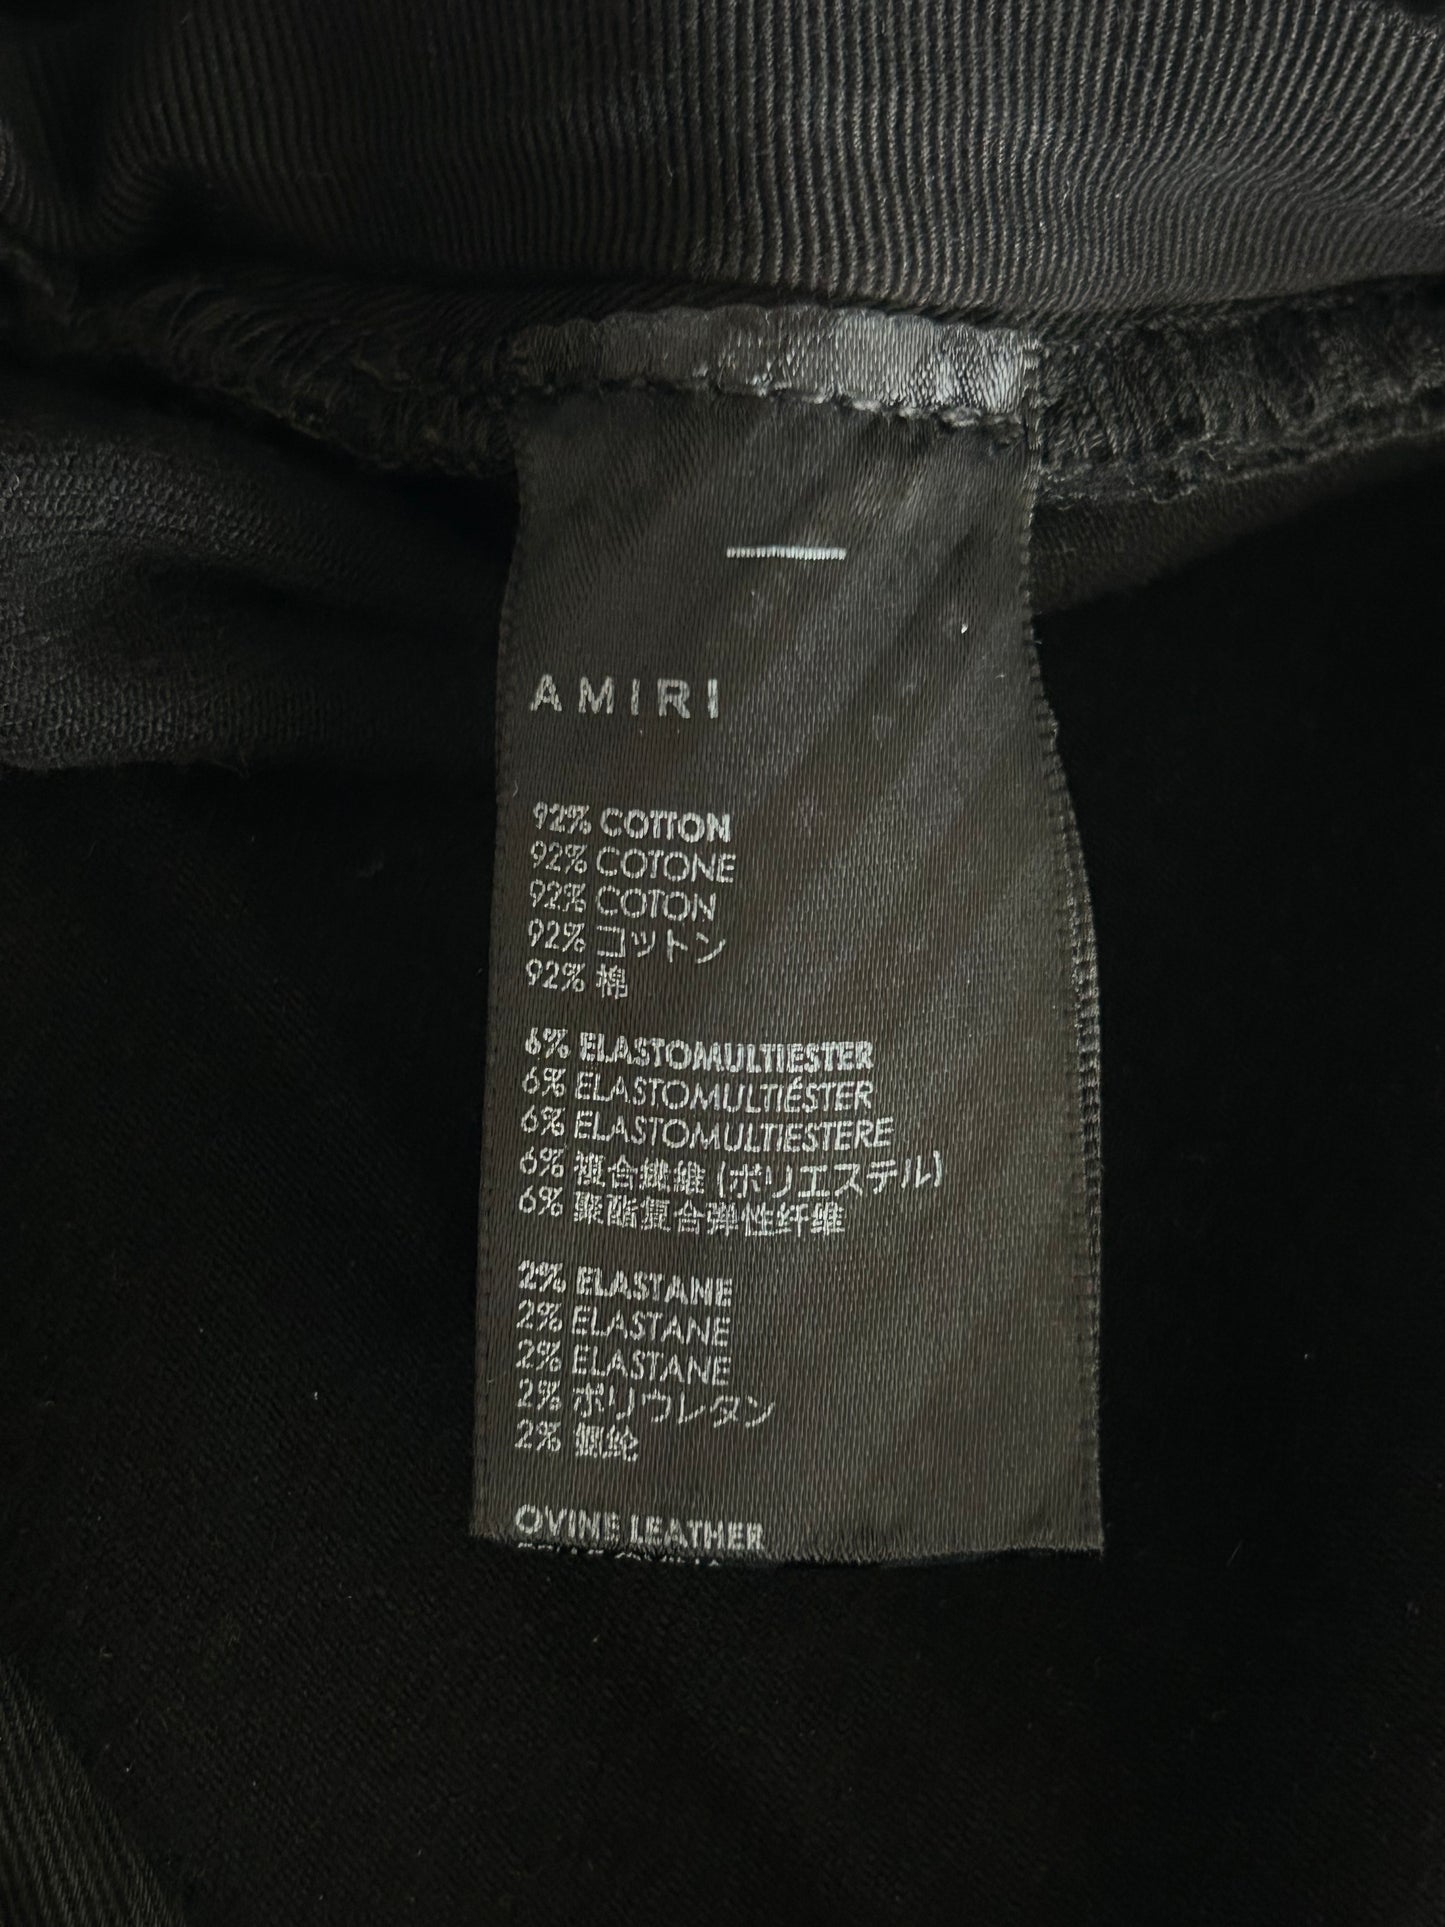 AMIRI
92% COTTON
92% COTONE
92% COTON
92% コットン
92% 棉
6% ELASTOMULTIESTER
6% ELASTOMULTIÉSTER
6% ELASTOMULTIESTERE
6% 複合繊維 (ポリエステル)
6% 聚酯复合弹性纤维
2% ELASTANE
2% ELASTANE
2% ELASTANE
2% ポリウレタン
2% 氨纶
OVINE LEATHER